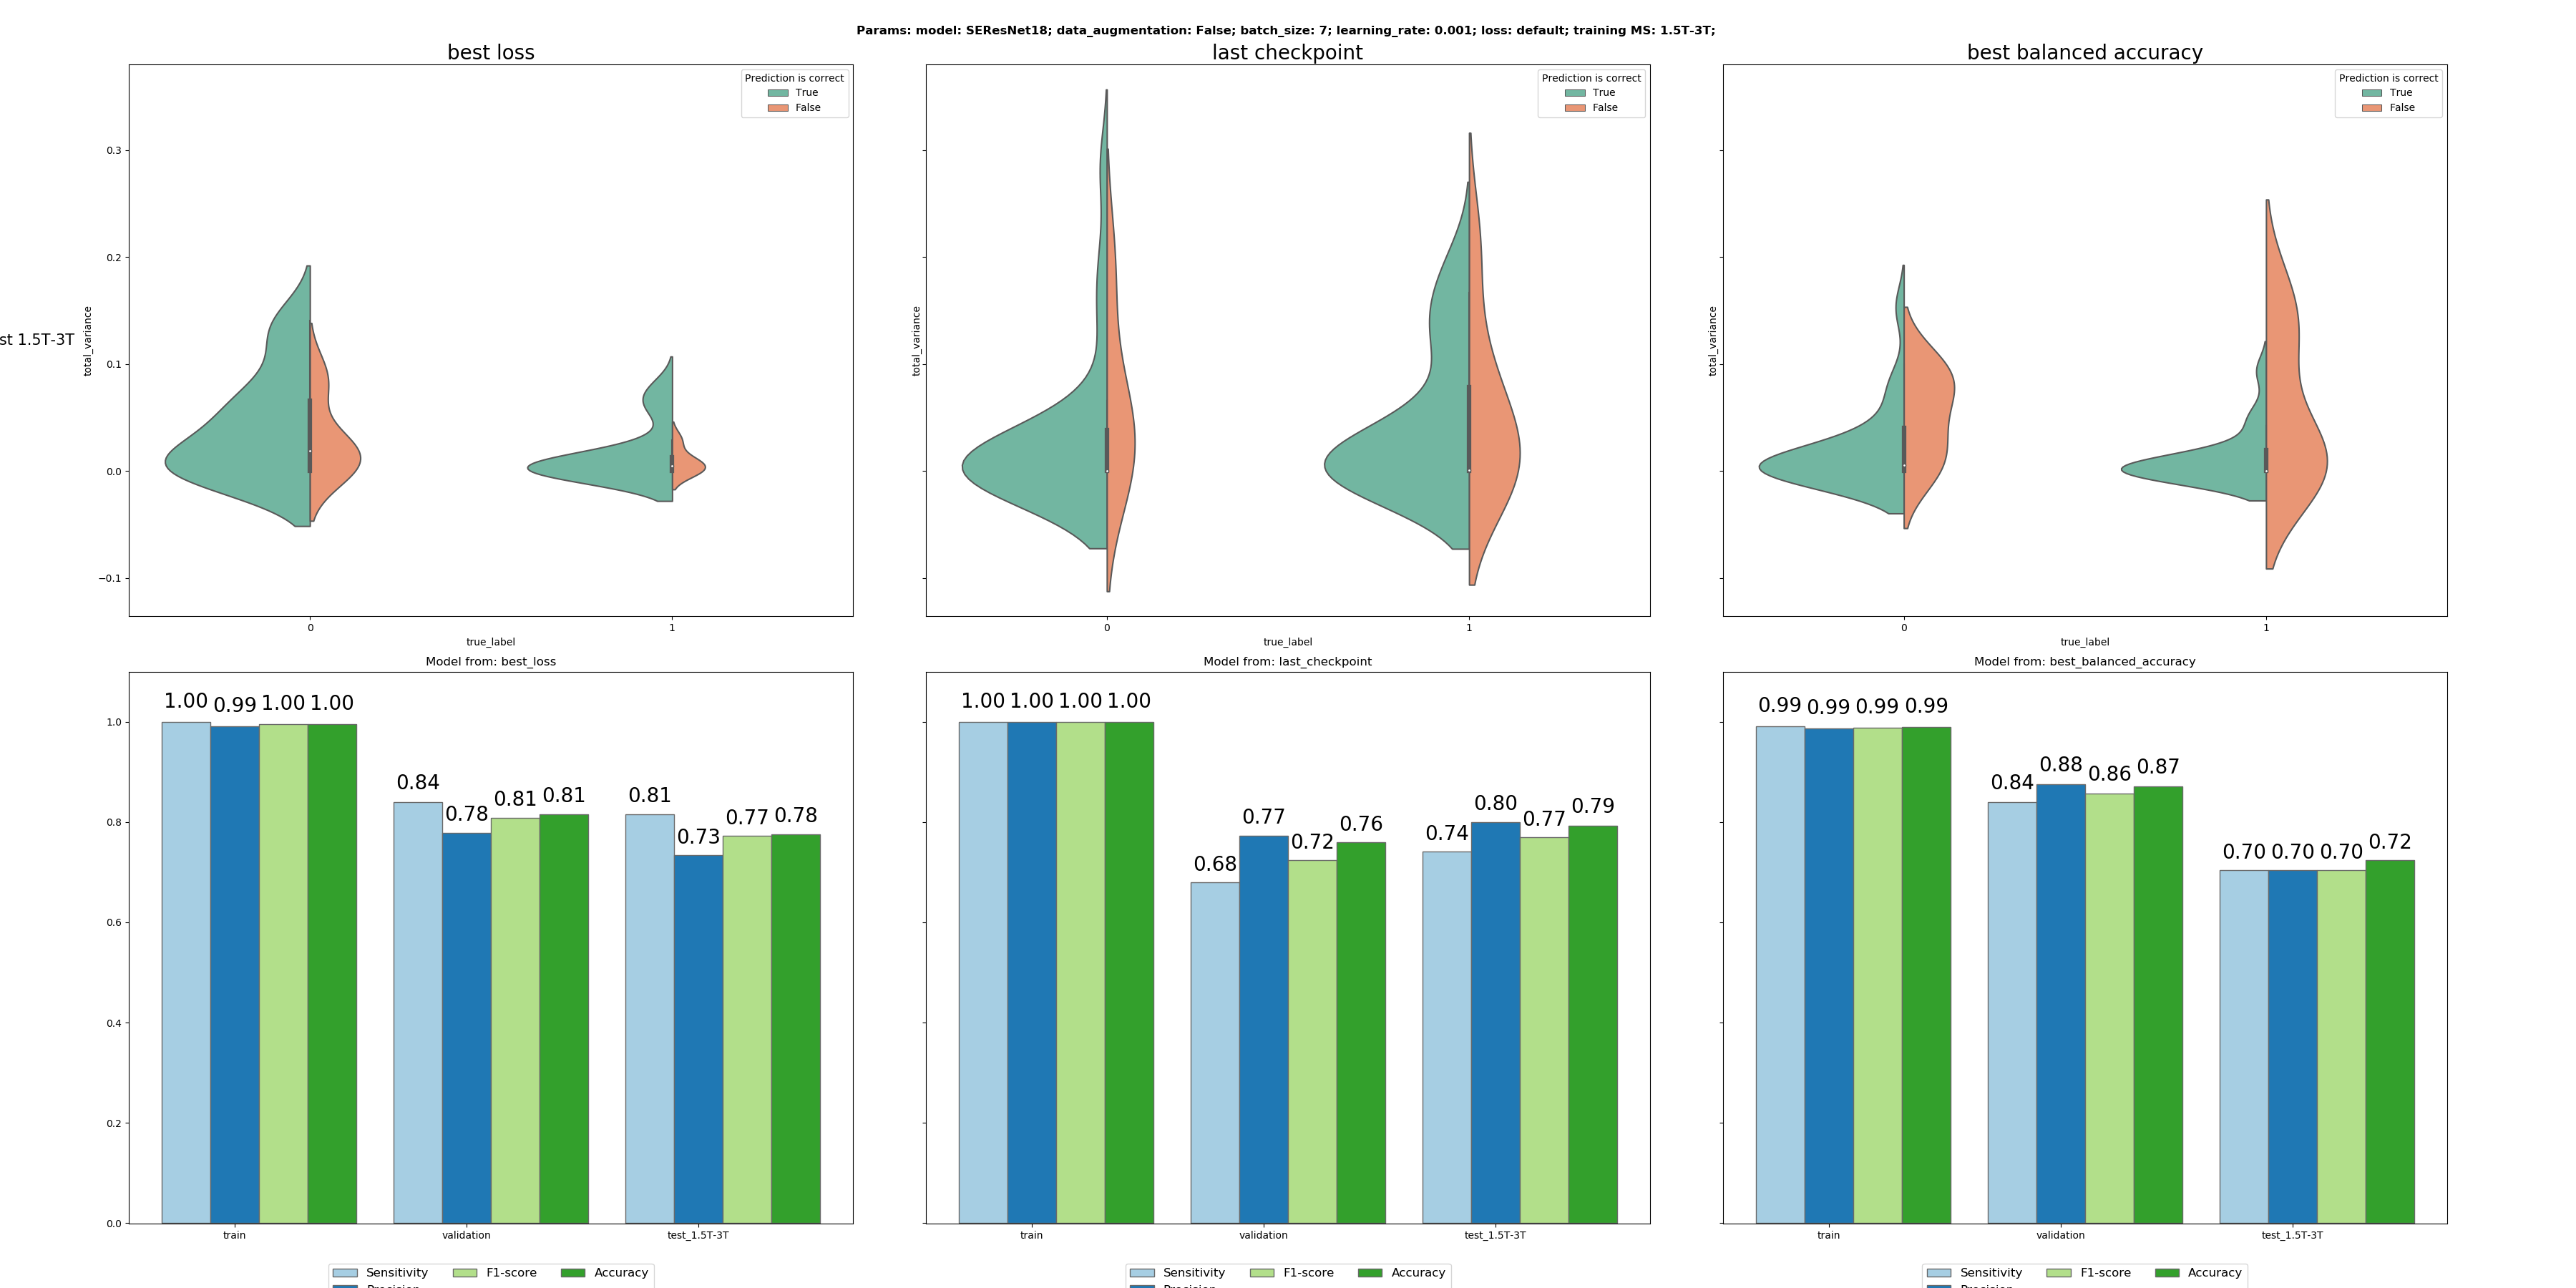 Params: model: SEResNet18; data_augmentation: False; batch_size: 7; learning_rate: 0.001; loss: default; training MS: 1.5T-3T;
best loss
last checkpoint
best balanced accuracy
Prediction is correct
True
False
Prediction is correct
True
False
Prediction is correct
True
False
st 1.5T-3T
total_variance
0.3
0.2
0.1
0.0
−0.1
0 1
true_label
total_variance
0 1
true_label
total_variance
0 1
true_label
Model from: best_loss
1.0
0.8
0.6
0.4
0.2
0.0
1.00 0.99 1.00 1.00
0.84 0.78 0.81 0.81
0.81 0.73 0.77 0.78
train validation test_1.5T-3T
Sensitivity F1-score Accuracy
Precision
Model from: last_checkpoint
1.00 1.00 1.00 1.00
0.68 0.77 0.72 0.76
0.74 0.80 0.77 0.79
train validation test_1.5T-3T
Sensitivity F1-score Accuracy
Precision
Model from: best_balanced_accuracy
0.99 0.99 0.99 0.99
0.84 0.88 0.86 0.87
0.70 0.70 0.70 0.72
train validation test_1.5T-3T
Sensitivity F1-score Accuracy
Precision